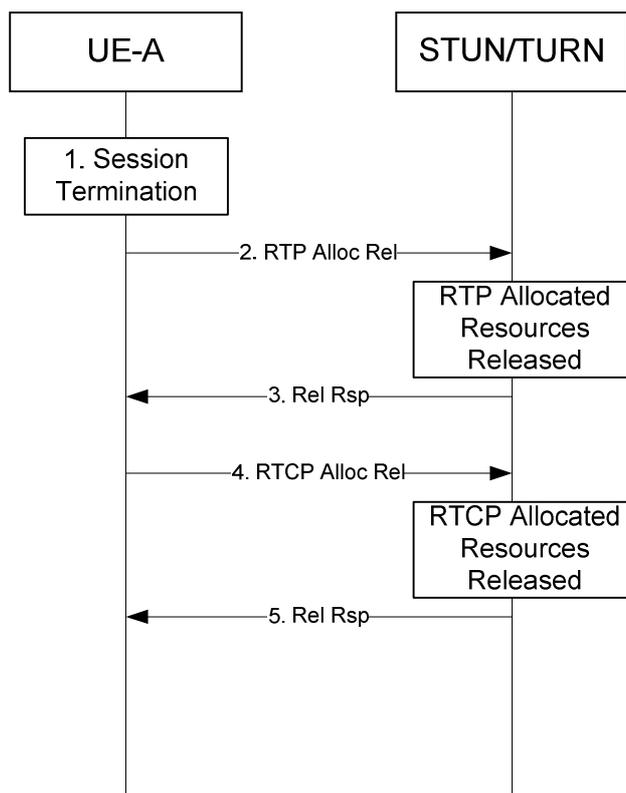 UE-A
STUN/TURN
1. Session
Termination
2. RTP Alloc Rel
RTP Allocated
Resources
Released
3. Rel Rsp
4. RTCP Alloc Rel
RTCP Allocated
Resources
Released
5. Rel Rsp